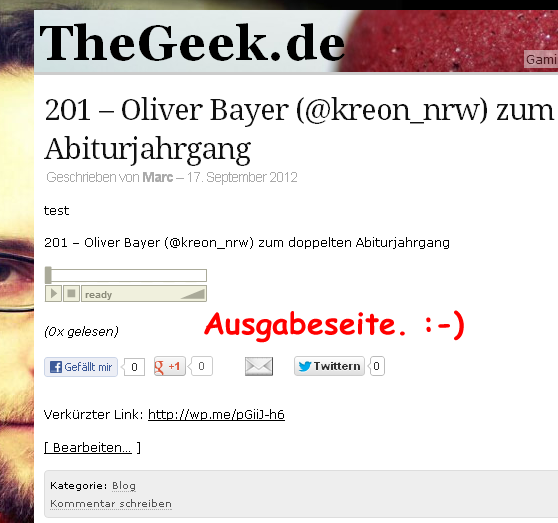 TheGeek.de
Gami
201 – Oliver Bayer (@kreon_nrw) zum
Abiturjahrgang
Geschrieben von Marc – 17. September 2012
test
201 – Oliver Bayer (@kreon_nrw) zum doppelten Abiturjahrgang
ready
Ausgabeseite. :-)
(0x gelesen)
Gefällt mir 0 +1 0 Twittern 0
Verkürzter Link: http://wp.me/pGiiJ-h6
[ Bearbeiten... ]
Kategorie: Blog
Kommentar schreiben